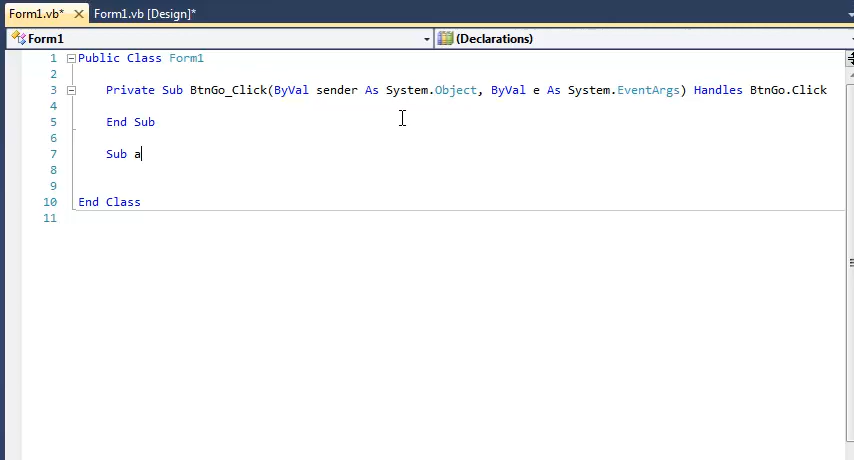 Form1.vb* Form1.vb [Design]*
Form1 (Declarations)
1 Public Class Form1
2
3 Private Sub BtnGo_Click(ByVal sender As System.Object, ByVal e As System.EventArgs) Handles BtnGo.Click
4
5 End Sub
6
7 Sub a
8
9
10 End Class
11